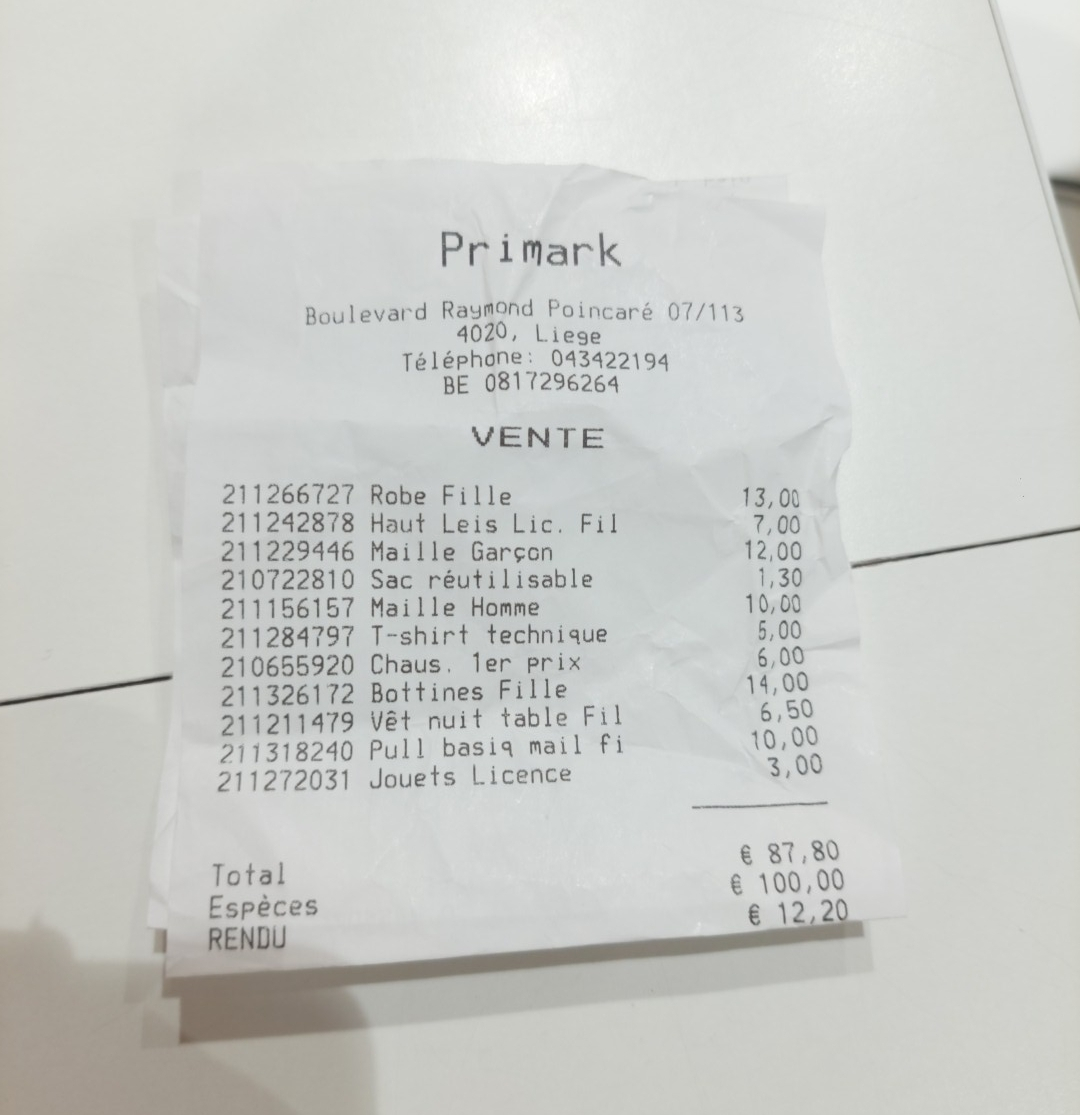 Primark
Boulevard Raymond Poincaré 07/113
4020, Liege
Téléphone: 043422194
BE 0817296264
VENTE
211266727 Robe Fille 13,00
211242878 Haut Leis Lic. Fil 7,00
211229446 Maille Garçon 12,00
210722810 Sac réutilisable 1,30
211156157 Maille Homme 10,00
211284797 T-shirt technique 5,00
210655920 Chaus. 1er prix 6,00
211326172 Bottines Fille 14,00
211211479 Vêt nuit table Fil 6,50
211318240 Pull basiq mail fi 10,00
211272031 Jouets Licence 3,00
Total € 87,80
Espèces € 100,00
RENDU € 12,20